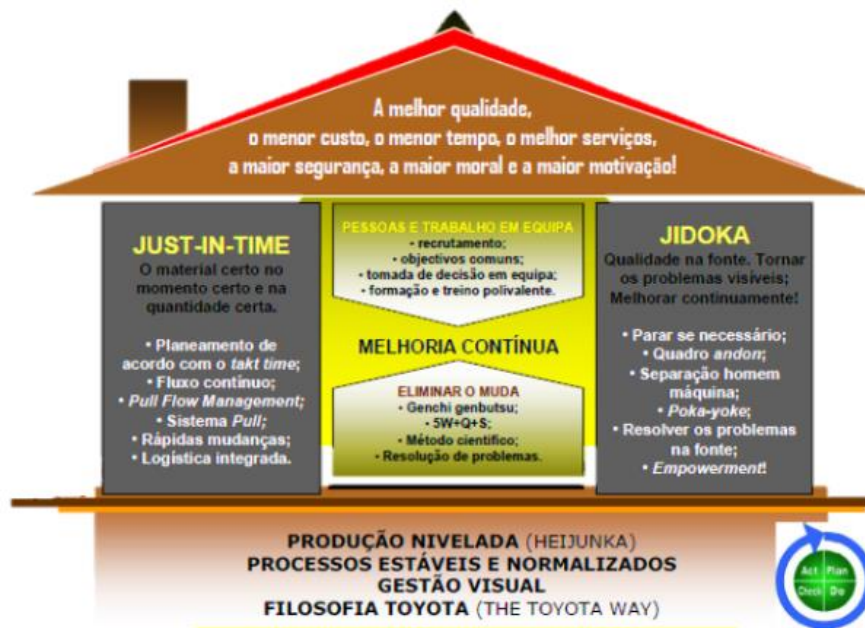 A melhor qualidade,
o menor custo, o menor tempo, o melhor serviços,
a maior segurança, a maior moral e a maior motivação!
JUST-IN-TIME
O material certo no
momento certo e na
quantidade certa.
• Planeamento de
acordo com o takt time;
• Fluxo contínuo;
• Pull Flow Management;
• Sistema Pull;
• Rápidas mudanças;
• Logística integrada.
PESSOAS E TRABALHO EM EQUIPA
• recrutamento;
• objectivos comuns;
• tomada de decisão em equipa;
• formação e treino polivalente.
MELHORIA CONTÍNUA
ELIMINAR O MUDA
• Genchi genbutsu;
• 5W+Q+S;
• Método científico;
• Resolução de problemas.
JIDOKA
Qualidade na fonte. Tornar
os problemas visíveis;
Melhorar continuamente!
• Parar se necessário;
• Quadro andon;
• Separação homem
máquina;
• Poka-yoke;
• Resolver os problemas
na fonte;
• Empowerment!
PRODUÇÃO NIVELADA (HEIJUNKA)
PROCESSOS ESTÁVEIS E NORMALIZADOS
GESTÃO VISUAL
FILOSOFIA TOYOTA (THE TOYOTA WAY)
Act Plan
Check Do